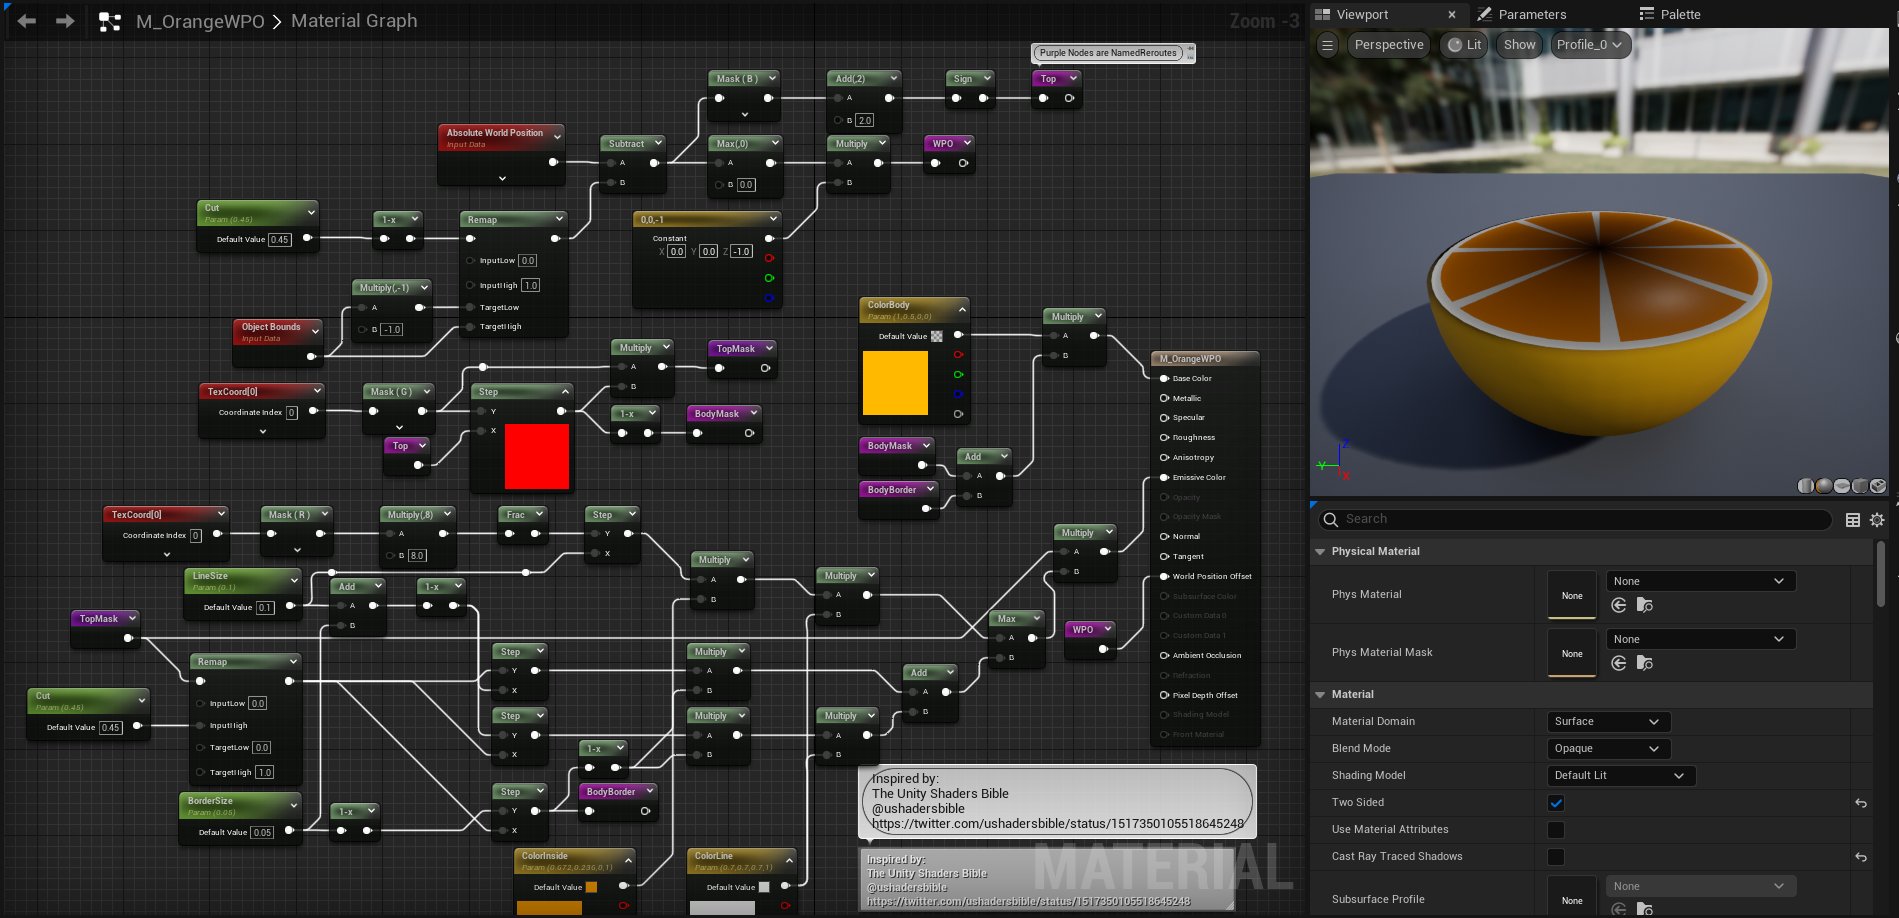 M_OrangeWPO > Material Graph
Zoom -3
Purple Nodes are NamedReroutes
Mask ( B )
Add(,2)
A
B 2.0
Sign
Top
Absolute World Position
Input Data
Subtract
A
B
Max(,0)
A
B 0.0
Multiply
A
B
WPO
Cut
Param (0.45)
Default Value 0.45
1-x
Remap
InputLow 0.0
InputHigh 1.0
TargetLow
TargetHigh
0,0,-1
Constant
X 0.0 Y 0.0 Z -1.0
Multiply(,-1)
A
B -1.0
Object Bounds
Input Data
TexCoord[0]
Coordinate Index 0
Mask ( G )
Top
Step
Y
X
Multiply
A
B
TopMask
1-x
BodyMask
ColorBody
Param (1,0.5,0,0)
Default Value
Multiply
A
B
BodyMask
BodyBorder
Add
A
B
M_OrangeWPO
Base Color
Metallic
Specular
Roughness
Anisotropy
Emissive Color
Opacity
Opacity Mask
Normal
Tangent
World Position Offset
Subsurface Color
Custom Data 0
Custom Data 1
Ambient Occlusion
Refraction
Pixel Depth Offset
Shading Model
Front Material
TexCoord[0]
Coordinate Index 0
Mask ( R )
Multiply(,8)
A
B 8.0
Frac
Step
Y
X
LineSize
Param (0.1)
Default Value 0.1
Add
A
B
1-x
Multiply
A
B
Multiply
A
B
Multiply
A
B
TopMask
Max
A
B
WPO
Remap
InputLow 0.0
InputHigh
TargetLow 0.0
TargetHigh 1.0
Cut
Param (0.45)
Default Value 0.45
Step
Y
X
Step
Y
X
Multiply
A
B
Multiply
A
B
Multiply
A
B
Add
A
B
1-x
BodyBorder
Step
Y
X
BorderSize
Param (0.05)
Default Value 0.05
1-x
ColorInside
Param (0.672,0.236,0,1)
Default Value
ColorLine
Param (0.7,0.7,0.7,1)
Default Value
Inspired by:
The Unity Shaders Bible
@ushadersbible
https://twitter.com/ushadersbible/status/1517350105518645248
Inspired by:
The Unity Shaders Bible
@ushadersbible
https://twitter.com/ushadersbible/status/1517350105518645248
MATERIAL
Viewport
Parameters
Palette
Perspective
Lit
Show
Profile_0
Z
Y
X
Search
Physical Material
Phys Material
None
None
Phys Material Mask
None
None
Material
Material Domain
Surface
Blend Mode
Opaque
Shading Model
Default Lit
Two Sided
Use Material Attributes
Cast Ray Traced Shadows
Subsurface Profile
None
None